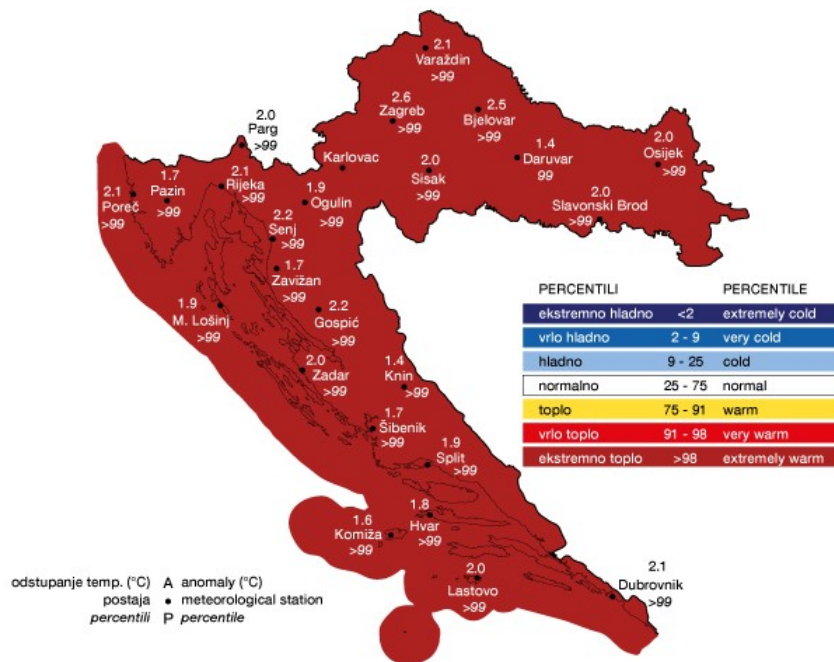 2.1
Varaždin
>99
2.6
Zagreb
>99
2.5
Bjelovar
>99
2.0
Parg
>99
Karlovac
2.0
Sisak
>99
1.4
Daruvar
99
2.0
Osijek
>99
2.1
Poreč
>99
1.7
Pazin
>99
2.1
Rijeka
>99
1.9
Ogulin
>99
2.0
Slavonski Brod
>99
2.2
Senj
>99
1.7
Zavižan
>99
1.9
M. Lošinj
>99
2.2
Gospić
>99
2.0
Zadar
>99
1.4
Knin
>99
1.7
Šibenik
>99
1.9
Split
>99
1.8
Hvar
>99
1.6
Komiža
>99
2.0
Lastovo
>99
2.1
Dubrovnik
>99
PERCENTILI PERCENTILE
ekstremno hladno <2 extremely cold
vrlo hladno 2 - 9 very cold
hladno 9 - 25 cold
normalno 25 - 75 normal
toplo 75 - 91 warm
vrlo toplo 91 - 98 very warm
ekstremno toplo >98 extremely warm
odstupanje temp. (°C) A anomaly (°C)
postaja • meteorological station
percentili P percentile